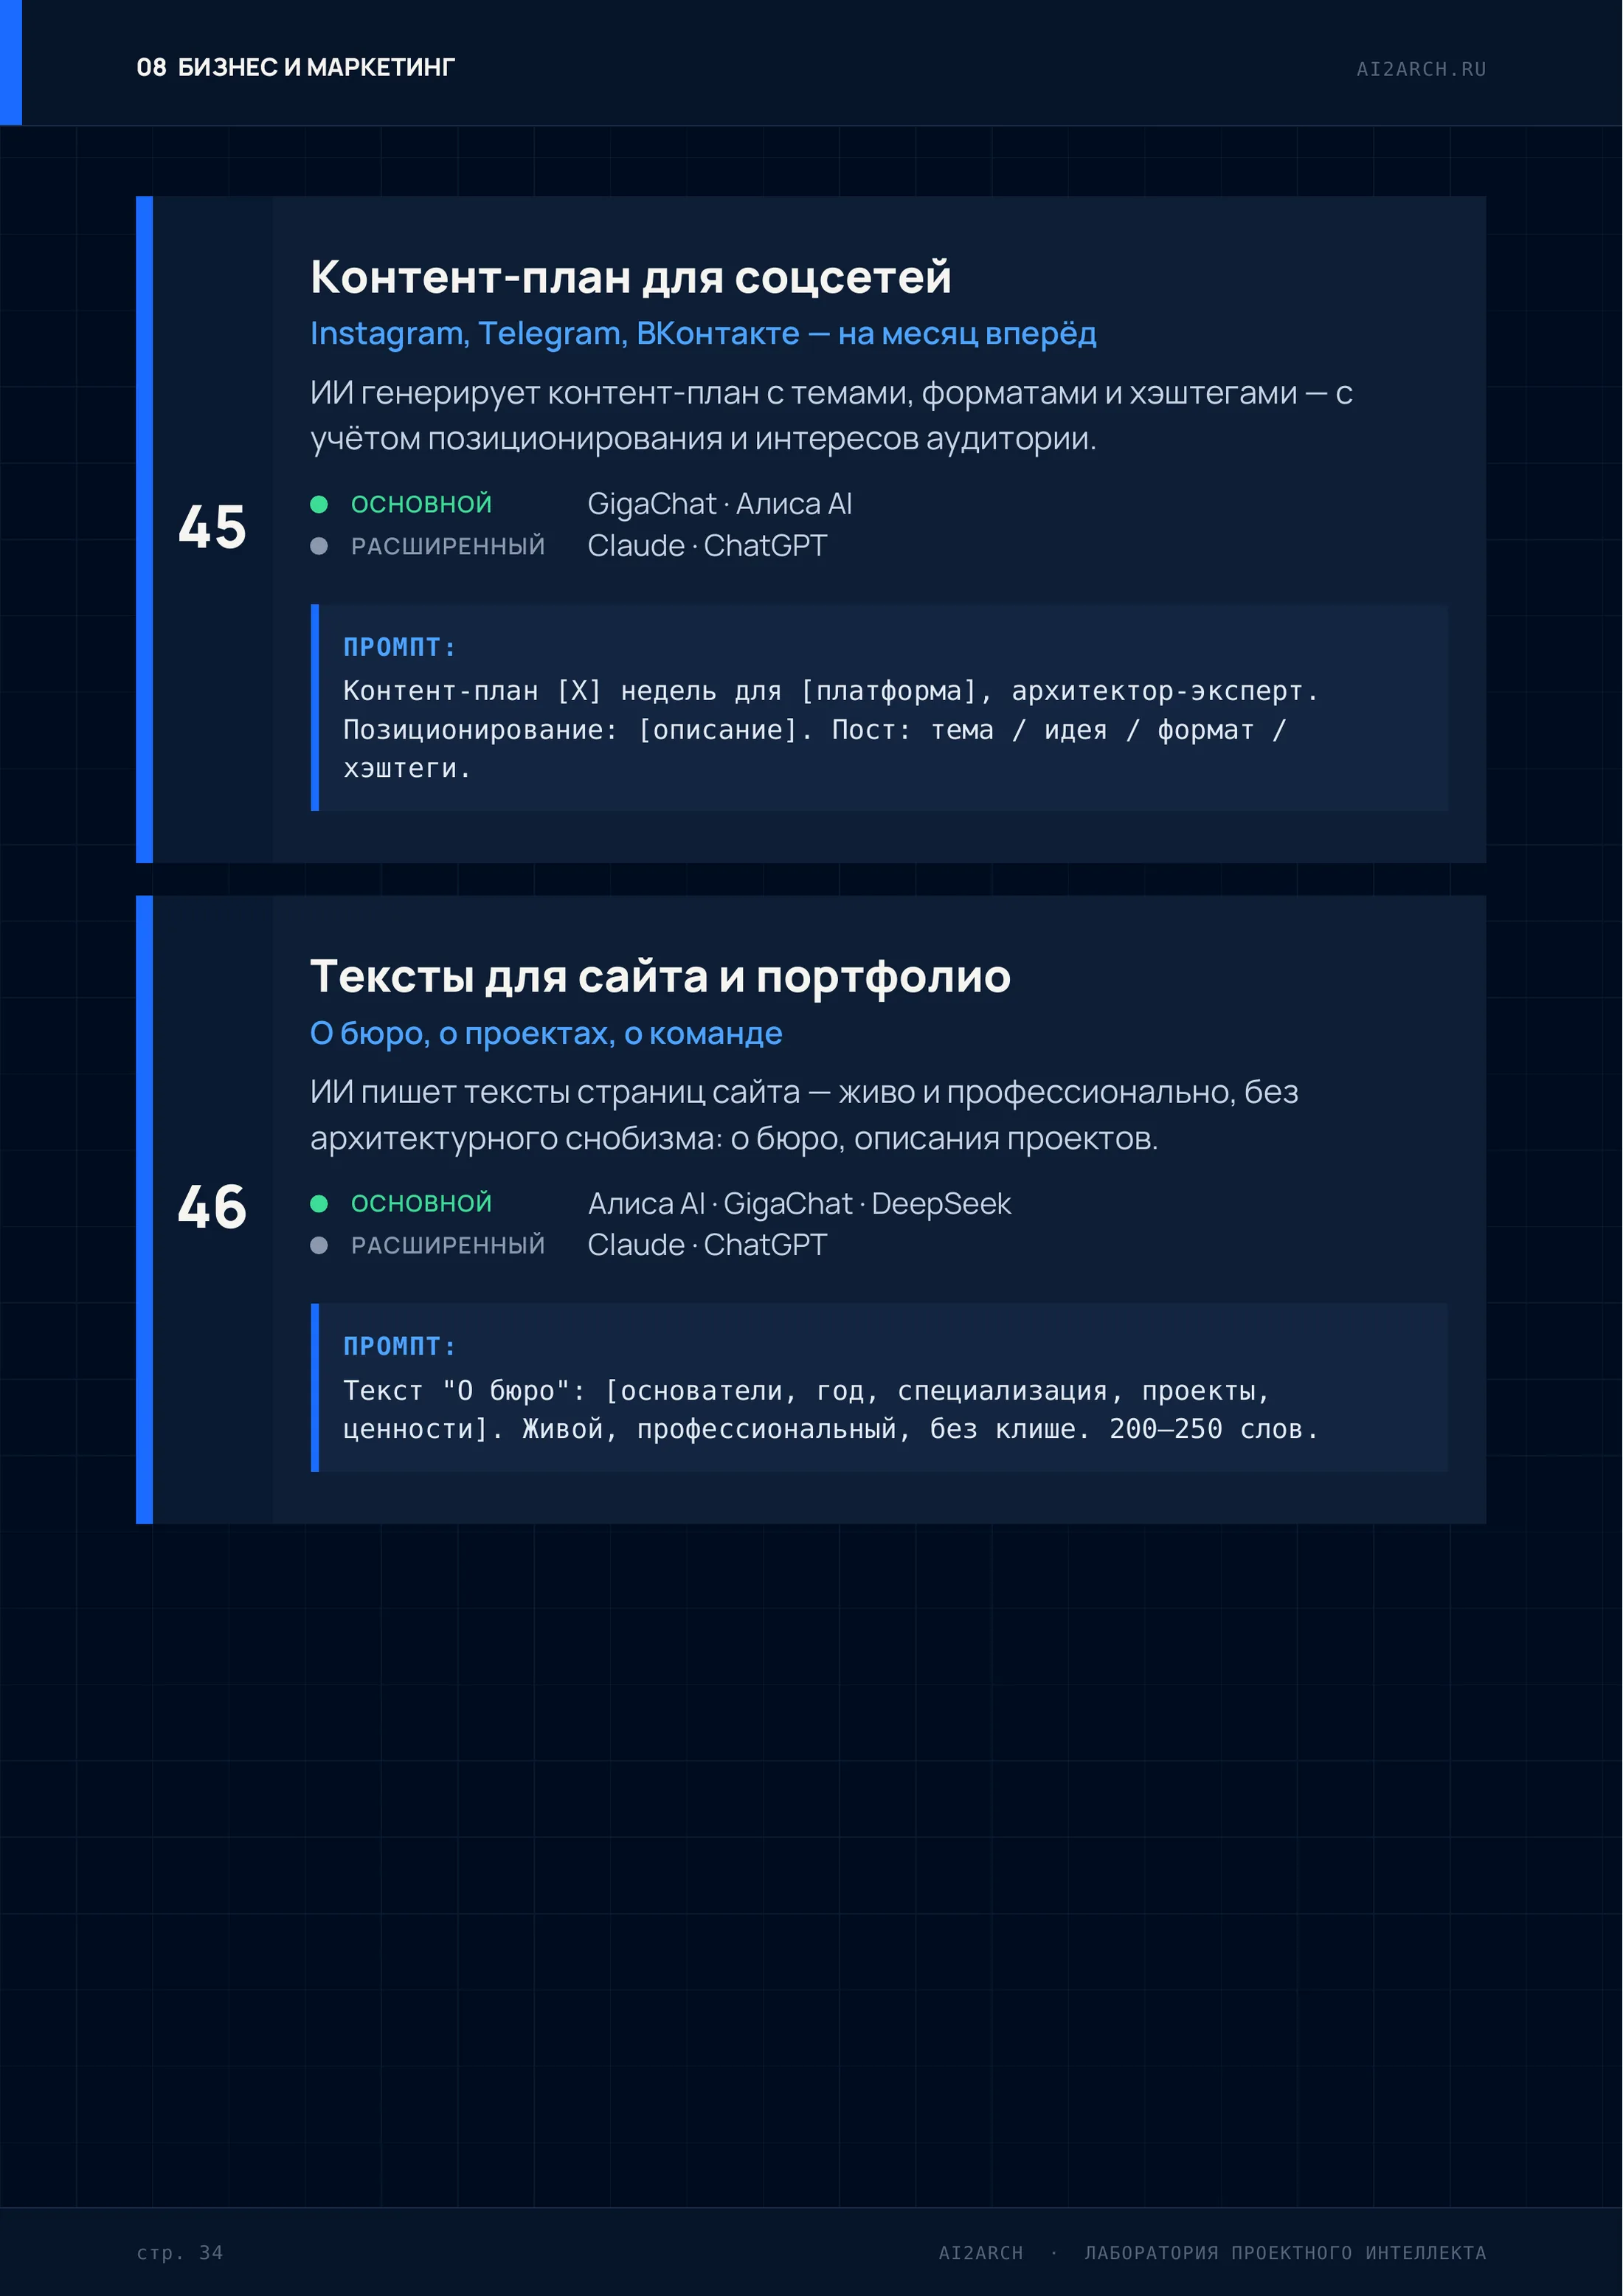 08 БИЗНЕС И МАРКЕТИНГ
AI2ARCH.RU
45
Контент-план для соцсетей
Instagram, Telegram, ВКонтакте — на месяц вперёд
ИИ генерирует контент-план с темами, форматами и хэштегами — с
учётом позиционирования и интересов аудитории.
ОСНОВНОЙ GigaChat · Алиса AI
РАСШИРЕННЫЙ Claude · ChatGPT
ПРОМПТ:
Контент-план [X] недель для [платформа], архитектор-эксперт.
Позиционирование: [описание]. Пост: тема / идея / формат /
хэштеги.
46
Тексты для сайта и портфолио
О бюро, о проектах, о команде
ИИ пишет тексты страниц сайта — живо и профессионально, без
архитектурного снобизма: о бюро, описания проектов.
ОСНОВНОЙ Алиса AI · GigaChat · DeepSeek
РАСШИРЕННЫЙ Claude · ChatGPT
ПРОМПТ:
Текст "О бюро": [основатели, год, специализация, проекты,
ценности]. Живой, профессиональный, без клише. 200–250 слов.
стр. 34
AI2ARCH · ЛАБОРАТОРИЯ ПРОЕКТНОГО ИНТЕЛЛЕКТА